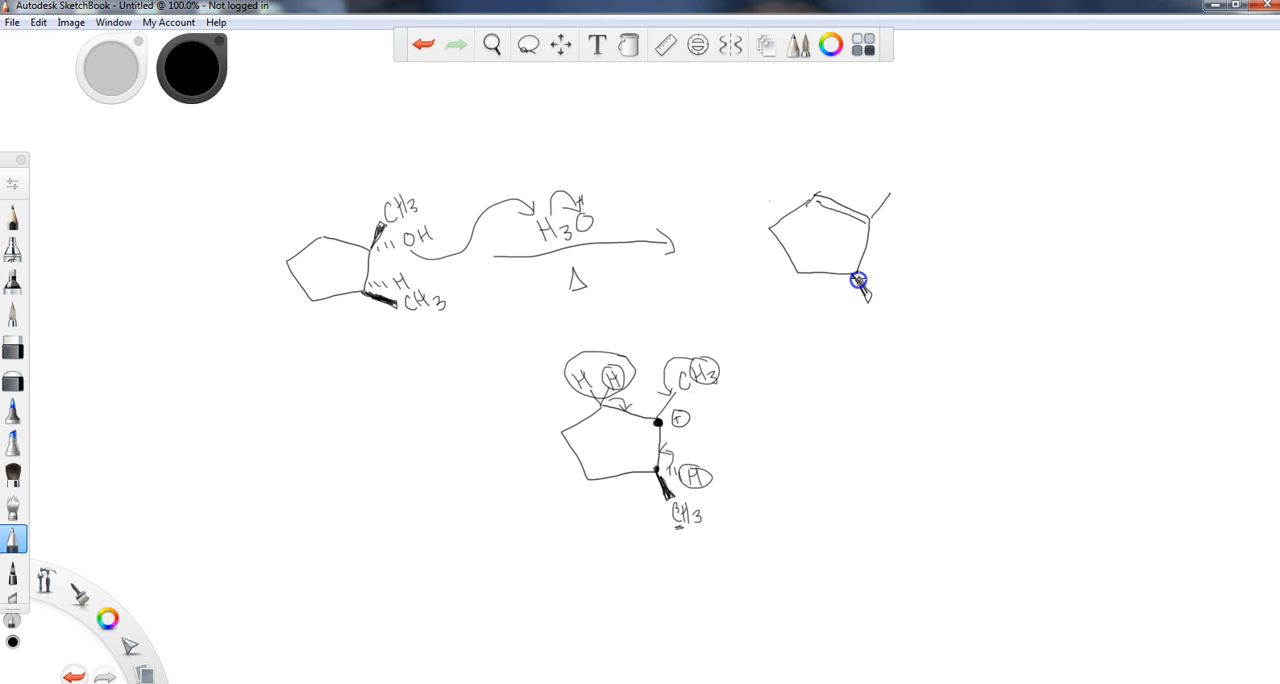 Autodesk SketchBook - Untitled @ 100.0% - Not logged in
File Edit Image Window My Account Help
T
CH3
OH
H3O
+
H
CH3
Δ
H H CH3
+
H
CH3